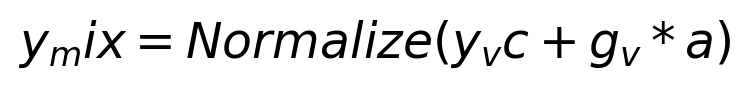 y_mix = Normalize(y_vc + g_v * a)